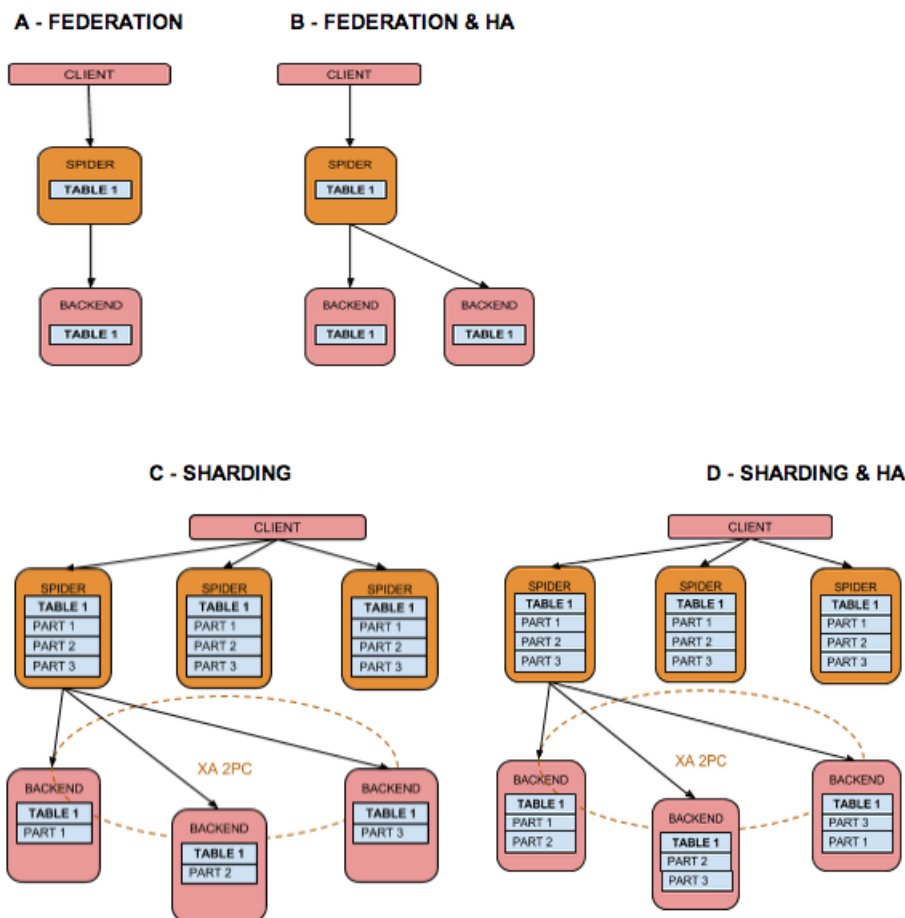 A - FEDERATION
B - FEDERATION & HA
CLIENT
CLIENT
SPIDER
TABLE 1
SPIDER
TABLE 1
BACKEND
TABLE 1
BACKEND
TABLE 1
BACKEND
TABLE 1
C - SHARDING
D - SHARDING & HA
CLIENT
SPIDER
TABLE 1
PART 1
PART 2
PART 3
SPIDER
TABLE 1
PART 1
PART 2
PART 3
SPIDER
TABLE 1
PART 1
PART 2
PART 3
XA 2PC
BACKEND
TABLE 1
PART 1
BACKEND
TABLE 1
PART 2
BACKEND
TABLE 1
PART 3
CLIENT
SPIDER
TABLE 1
PART 1
PART 2
PART 3
SPIDER
TABLE 1
PART 1
PART 2
PART 3
SPIDER
TABLE 1
PART 1
PART 2
PART 3
XA 2PC
BACKEND
TABLE 1
PART 1
PART 2
BACKEND
TABLE 1
PART 2
PART 3
BACKEND
TABLE 1
PART 3
PART 1